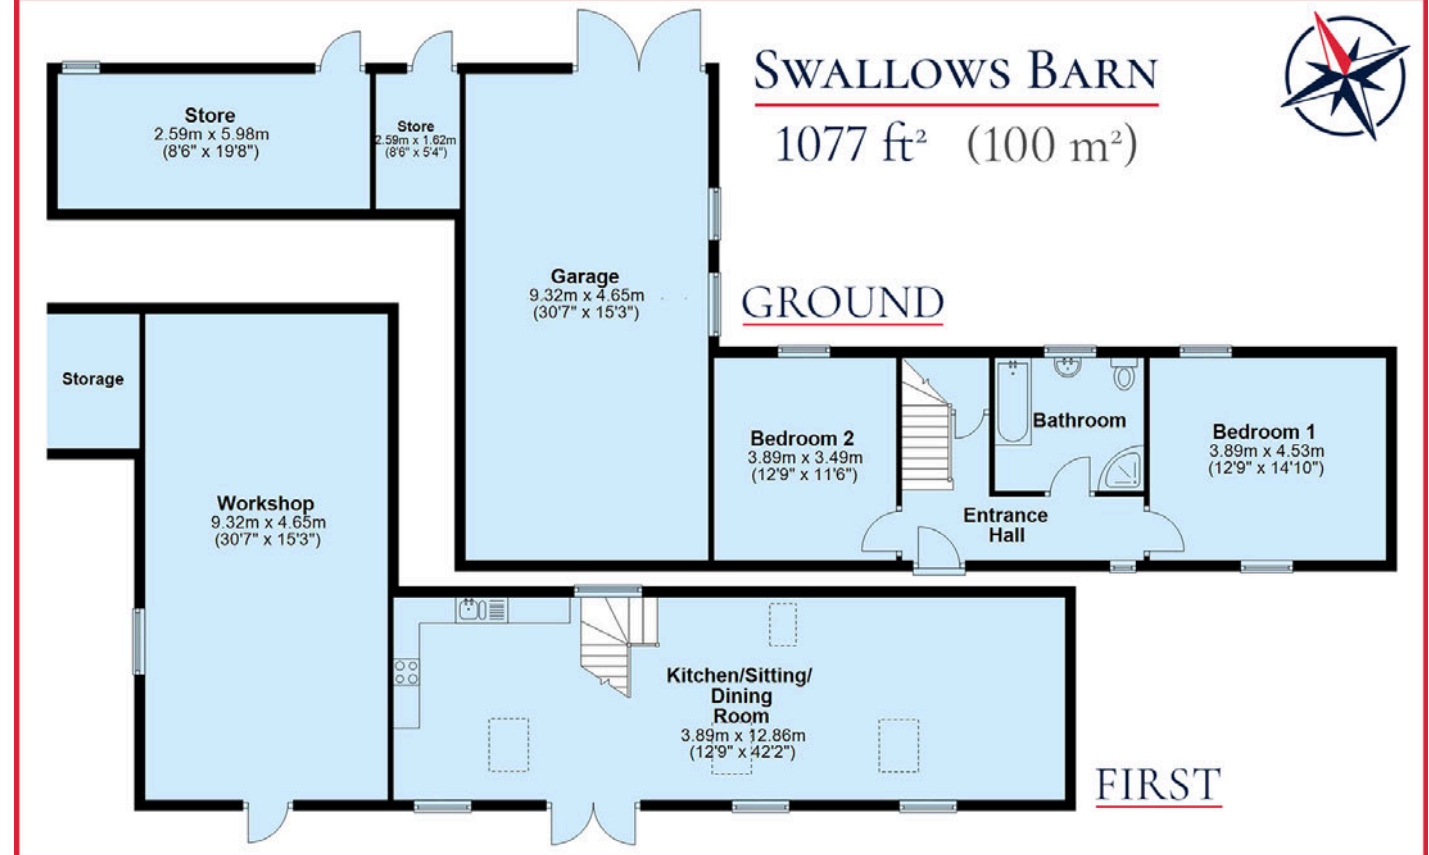 SWALLOWS BARN
1077 ft² (100 m²)
Store
2.59m x 5.98m
(8'6" x 19'8")
Store
2.59m x 1.62m
(8'6" x 5'4")
Garage
9.32m x 4.65m
(30'7" x 15'3")
GROUND
Bedroom 2
3.89m x 3.49m
(12'9" x 11'6")
Bathroom
Entrance
Hall
Bedroom 1
3.89m x 4.53m
(12'9" x 14'10")
Storage
Workshop
9.32m x 4.65m
(30'7" x 15'3")
Kitchen/Sitting/
Dining
Room
3.89m x 12.86m
(12'9" x 42'2")
FIRST